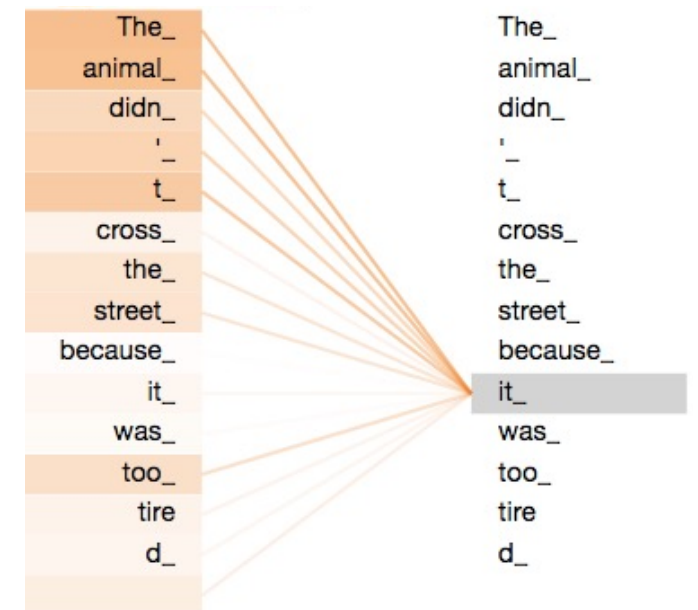 The_ The_
animal_ animal_
didn_ didn_
'_ '_
t_ t_
cross_ cross_
the_ the_
street_ street_
because_ because_
it_ it_
was_ was_
too_ too_
tire tire
d_ d_